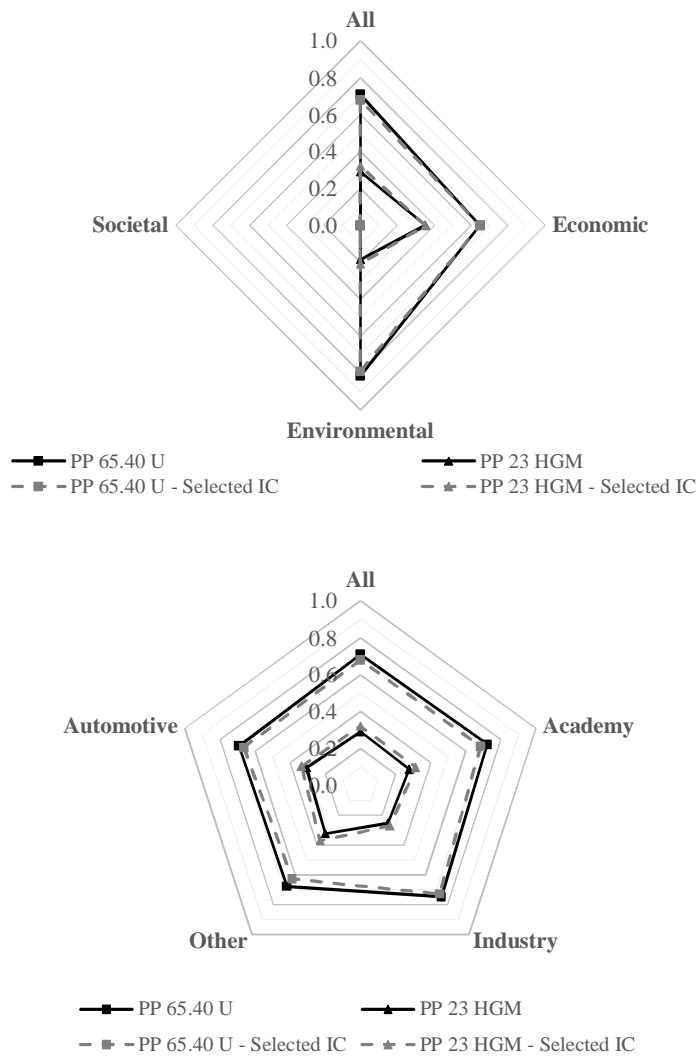 All
1.0
0.8
0.6
0.4
0.2
Societal
0.0
Economic
Environmental
PP 65.40 U
PP 23 HGM
PP 65.40 U - Selected IC
PP 23 HGM - Selected IC
All
1.0
0.8
0.6
Automotive
0.4
Academy
0.2
0.0
Other
Industry
PP 65.40 U
PP 23 HGM
PP 65.40 U - Selected IC
PP 23 HGM - Selected IC